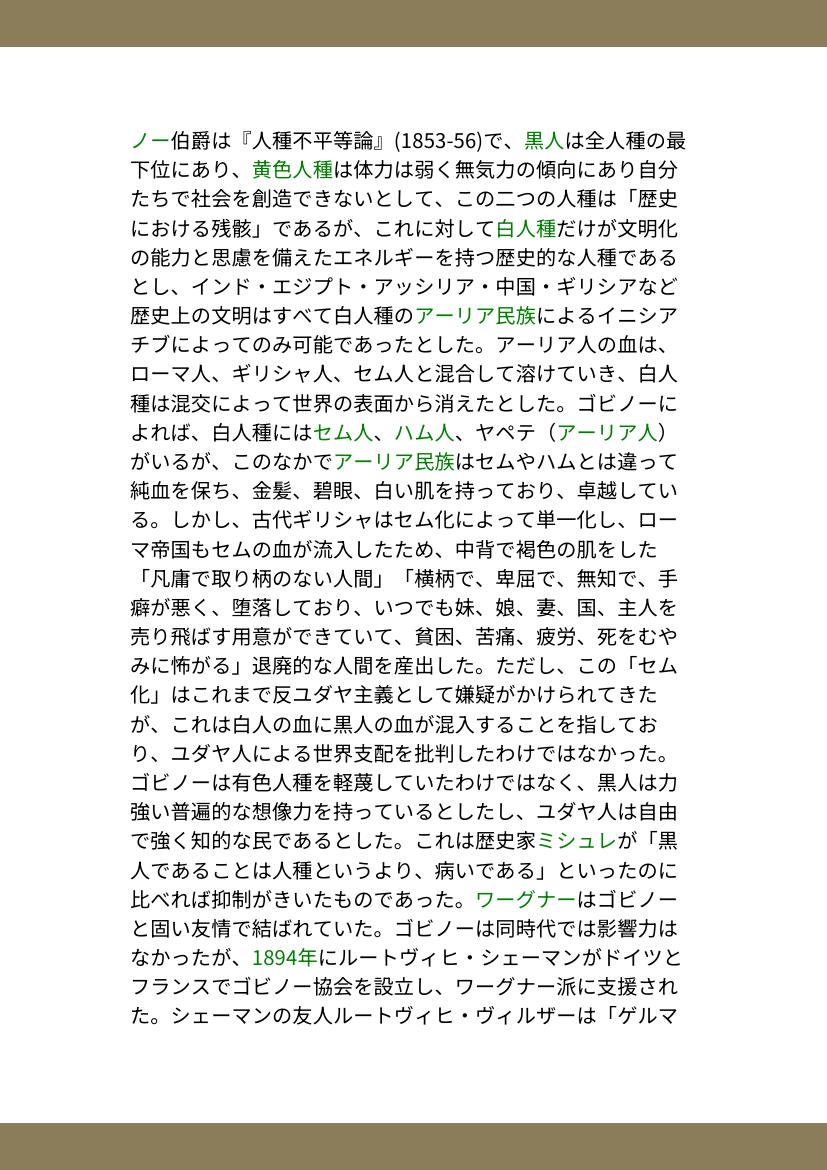 ノー伯爵は『人種不平等論』(1853-56)で、黒人は全人種の最
下位にあり、黄色人種は体力は弱く無気力の傾向にあり自分
たちで社会を創造できないとして、この二つの人種は「歴史
における残骸」であるが、これに対して白人種だけが文明化
の能力と思慮を備えたエネルギーを持つ歴史的な人種である
とし、インド・エジプト・アッシリア・中国・ギリシアなど
歴史上の文明はすべて白人種のアーリア民族によるイニシア
チブによってのみ可能であったとした。アーリア人の血は、
ローマ人、ギリシャ人、セム人と混合して溶けていき、白人
種は混交によって世界の表面から消えたとした。ゴビノーに
よれば、白人種にはセム人、ハム人、ヤペテ（アーリア人）
がいるが、このなかでアーリア民族はセムやハムとは違って
純血を保ち、金髪、碧眼、白い肌を持っており、卓越してい
る。しかし、古代ギリシャはセム化によって単一化し、ロー
マ帝国もセムの血が流入したため、中背で褐色の肌をした
「凡庸で取り柄のない人間」「横柄で、卑屈で、無知で、手
癖が悪く、堕落しており、いつでも妹、娘、妻、国、主人を
売り飛ばす用意ができていて、貧困、苦痛、疲労、死をむや
みに怖がる」退廃的な人間を産出した。ただし、この「セム
化」はこれまで反ユダヤ主義として嫌疑がかけられてきた
が、これは白人の血に黒人の血が混入することを指してお
り、ユダヤ人による世界支配を批判したわけではなかった。
ゴビノーは有色人種を軽蔑していたわけではなく、黒人は力
強い普遍的な想像力を持っているとしたし、ユダヤ人は自由
で強く知的な民であるとした。これは歴史家ミシュレが「黒
人であることは人種というより、病いである」といったのに
比べれば抑制がきいたものであった。ワーグナーはゴビノー
と固い友情で結ばれていた。ゴビノーは同時代では影響力は
なかったが、1894年にルートヴィヒ・シェーマンがドイツと
フランスでゴビノー協会を設立し、ワーグナー派に支援され
た。シェーマンの友人ルートヴィヒ・ヴィルザーは「ゲルマ